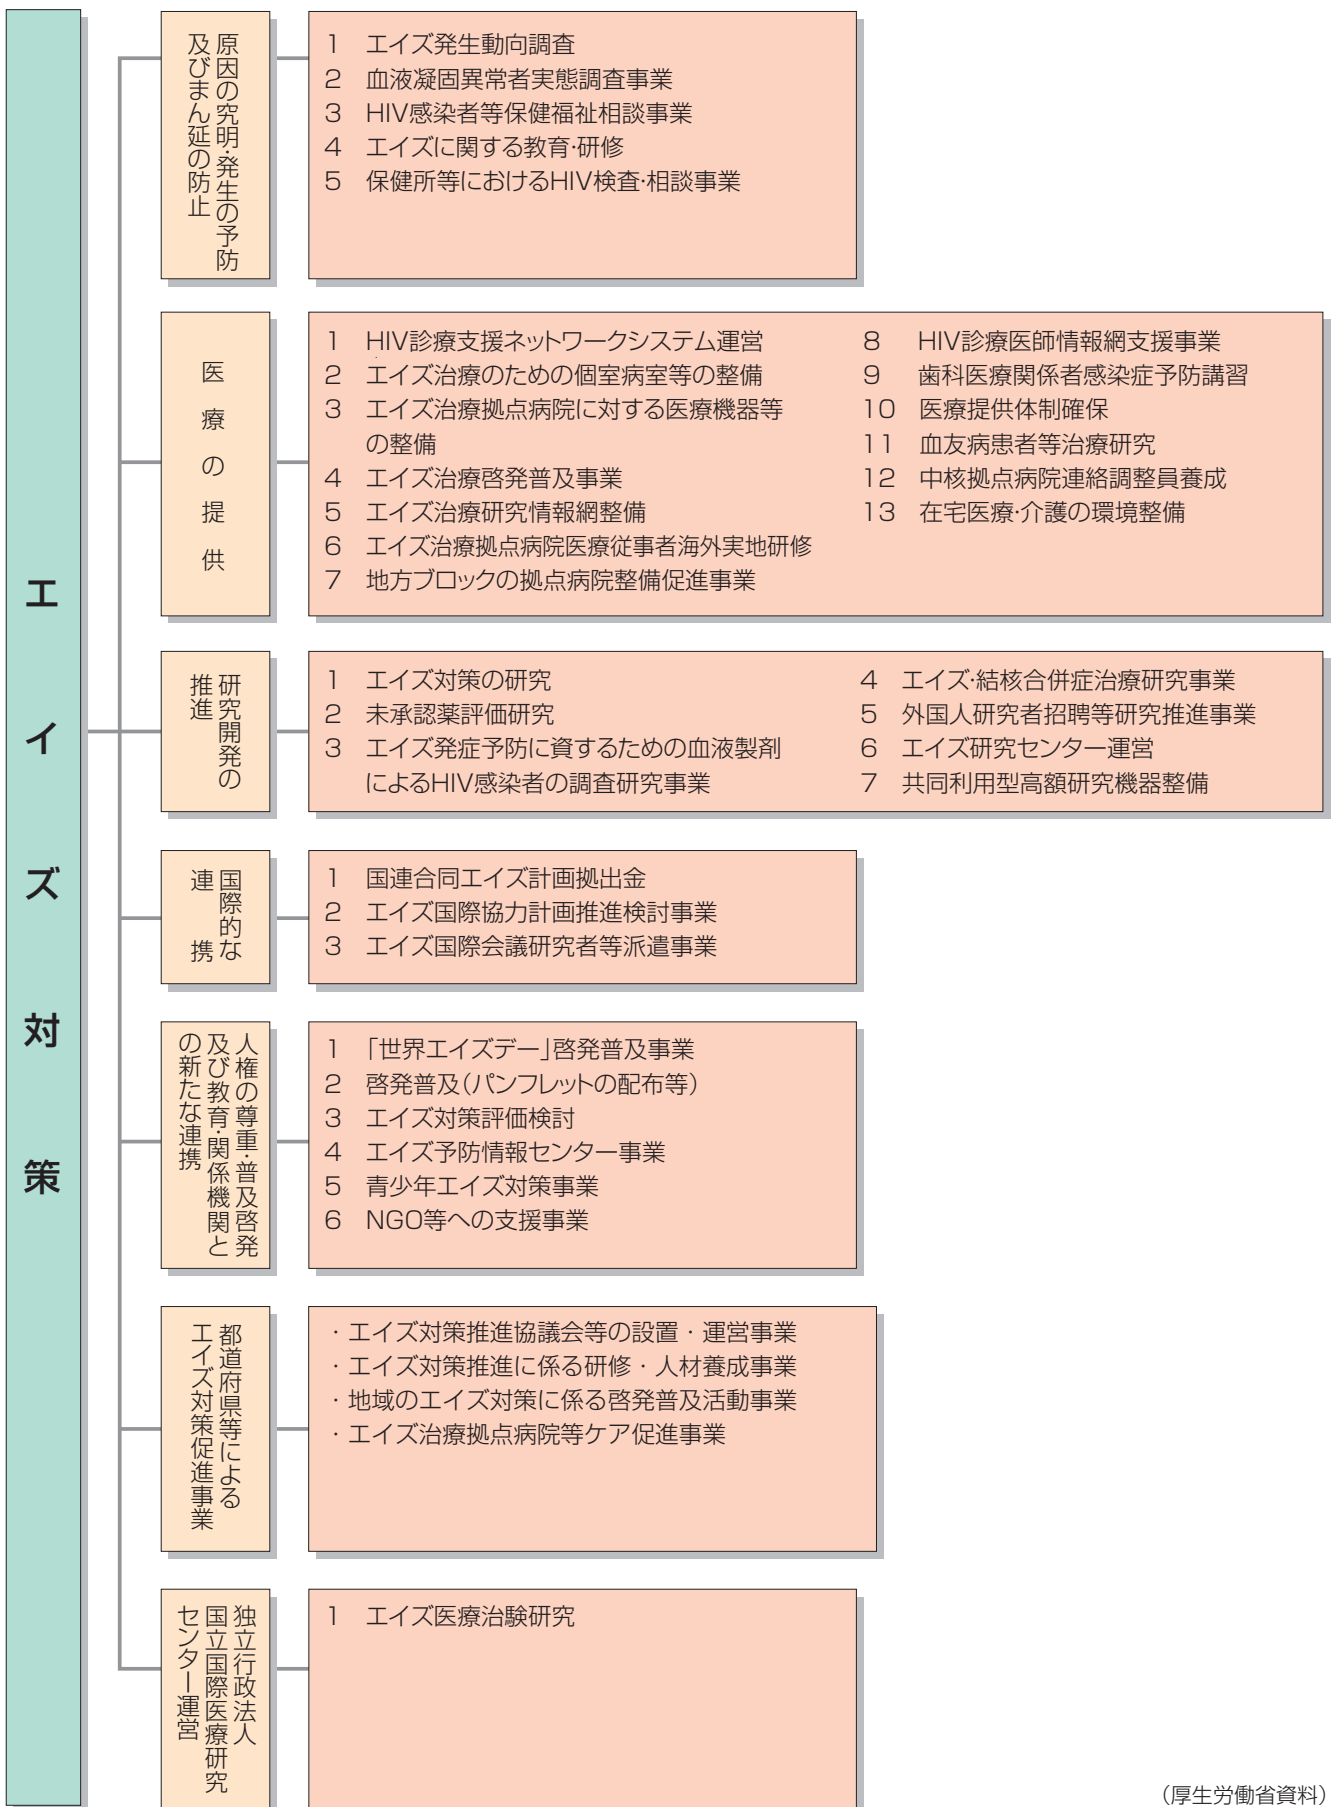 エイズ対策
原因の究明・発生の予防
及びまん延の防止
1 エイズ発生動向調査
2 血液凝固異常者実態調査事業
3 HIV感染者等保健福祉相談事業
4 エイズに関する教育・研修
5 保健所等におけるHIV検査・相談事業
医療の提供
1 HIV診療支援ネットワークシステム運営
2 エイズ治療のための個室病室等の整備
3 エイズ治療拠点病院に対する医療機器等
の整備
4 エイズ治療啓発普及事業
5 エイズ治療研究情報網整備
6 エイズ治療拠点病院医療従事者海外実地研修
7 地方ブロックの拠点病院整備促進事業
8 HIV診療医師情報網支援事業
9 歯科医療関係者感染症予防講習
10 医療提供体制確保
11 血友病患者等治療研究
12 中核拠点病院連絡調整員養成
13 在宅医療・介護の環境整備
研究開発の
推進
1 エイズ対策の研究
2 未承認薬評価研究
3 エイズ発症予防に資するための血液製剤
によるHIV感染者の調査研究事業
4 エイズ・結核合併症治療研究事業
5 外国人研究者招聘等研究推進事業
6 エイズ研究センター運営
7 共同利用型高額研究機器整備
国際的な
連携
1 国連合同エイズ計画拠出金
2 エイズ国際協力計画推進検討事業
3 エイズ国際会議研究者等派遣事業
人権の尊重・普及啓発
及び教育・関係機関と
の新たな連携
1 「世界エイズデー」啓発普及事業
2 啓発普及(パンフレットの配布等)
3 エイズ対策評価検討
4 エイズ予防情報センター事業
5 青少年エイズ対策事業
6 NGO等への支援事業
都道府県等による
エイズ対策促進事業
・エイズ対策推進協議会等の設置・運営事業
・エイズ対策推進に係る研修・人材養成事業
・地域のエイズ対策に係る啓発普及活動事業
・エイズ治療拠点病院等ケア促進事業
独立行政法人
国立国際医療研究
センター運営
1 エイズ医療治験研究
(厚生労働省資料)